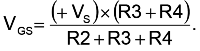 V_GS = (+ V_S)×(R3 + R4) / R2 + R3 + R4 .